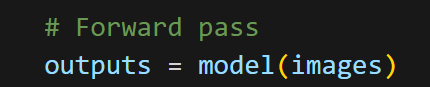 # Forward pass
outputs = model(images)